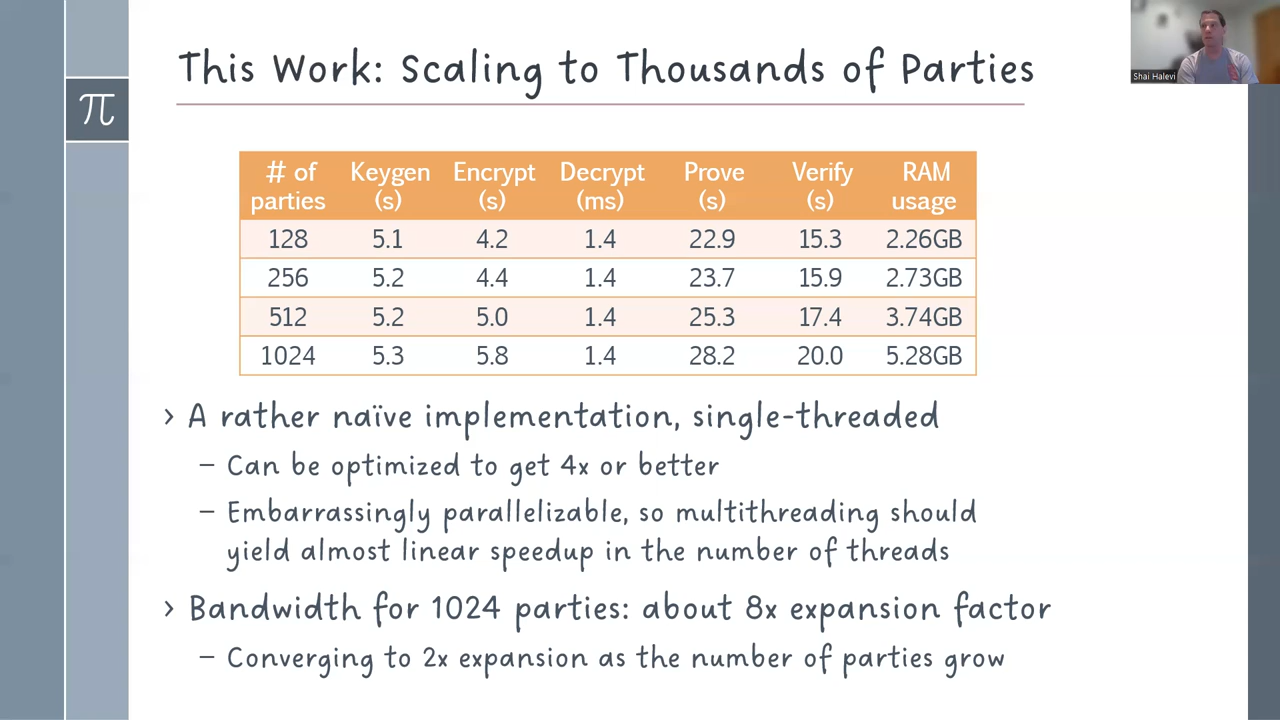 This Work: Scaling to Thousands of Parties
Shai Halevi
π
# of parties Keygen (s) Encrypt (s) Decrypt (ms) Prove (s) Verify (s) RAM usage
128 5.1 4.2 1.4 22.9 15.3 2.26GB
256 5.2 4.4 1.4 23.7 15.9 2.73GB
512 5.2 5.0 1.4 25.3 17.4 3.74GB
1024 5.3 5.8 1.4 28.2 20.0 5.28GB
› A rather naïve implementation, single-threaded
– Can be optimized to get 4x or better
– Embarrassingly parallelizable, so multithreading should
yield almost linear speedup in the number of threads
› Bandwidth for 1024 parties: about 8x expansion factor
– Converging to 2x expansion as the number of parties grow